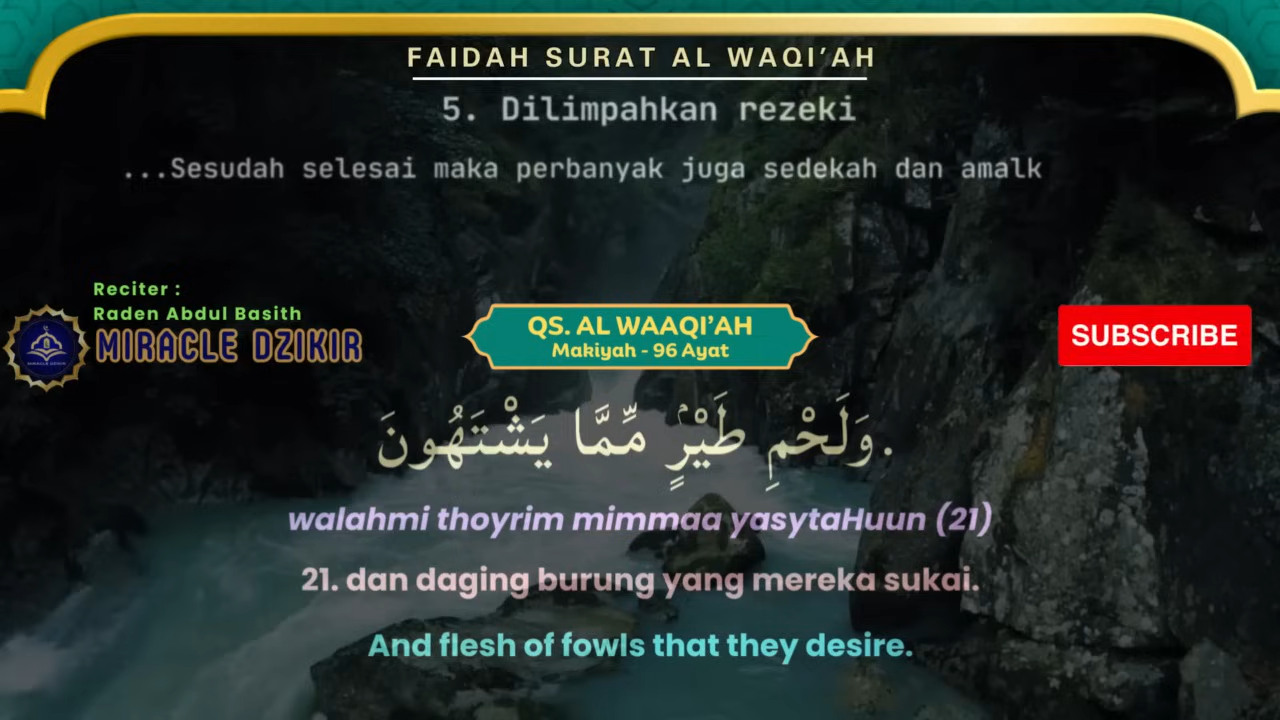 FAIDAH SURAT AL WAQI’AH
5. Dilimpahkan rezeki
...Sesudah selesai maka perbanyak juga sedekah dan amalk
Reciter :
Raden Abdul Basith
MIRACLE DZIKIR
QS. AL WAAQI’AH
Makiyah - 96 Ayat
SUBSCRIBE
وَلَحْمِ طَيْرٍۢ مِّمَّا يَشْتَهُونَ.
walahmi thoyrim mimmaa yasytaHuun (21)
21. dan daging burung yang mereka sukai.
And flesh of fowls that they desire.